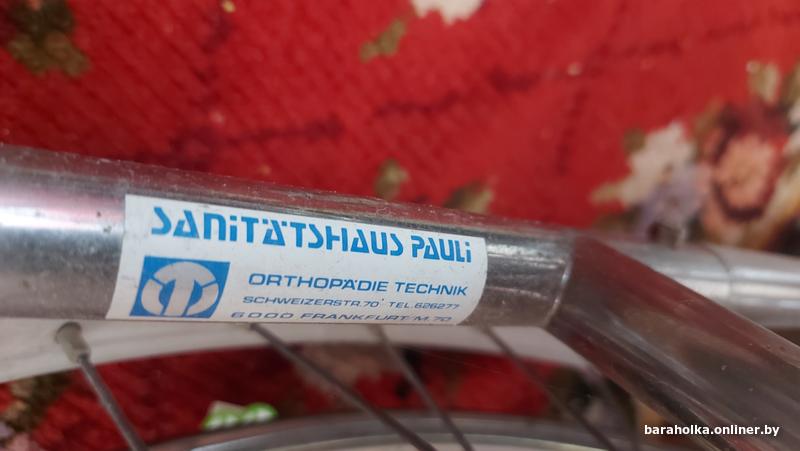 SANITÄTSHAUS PAULI
ORTHOPÄDIE TECHNIK
SCHWEIZERSTR.70 TEL.626277
6000 FRANKFURT/M.70
baraholka.onliner.by